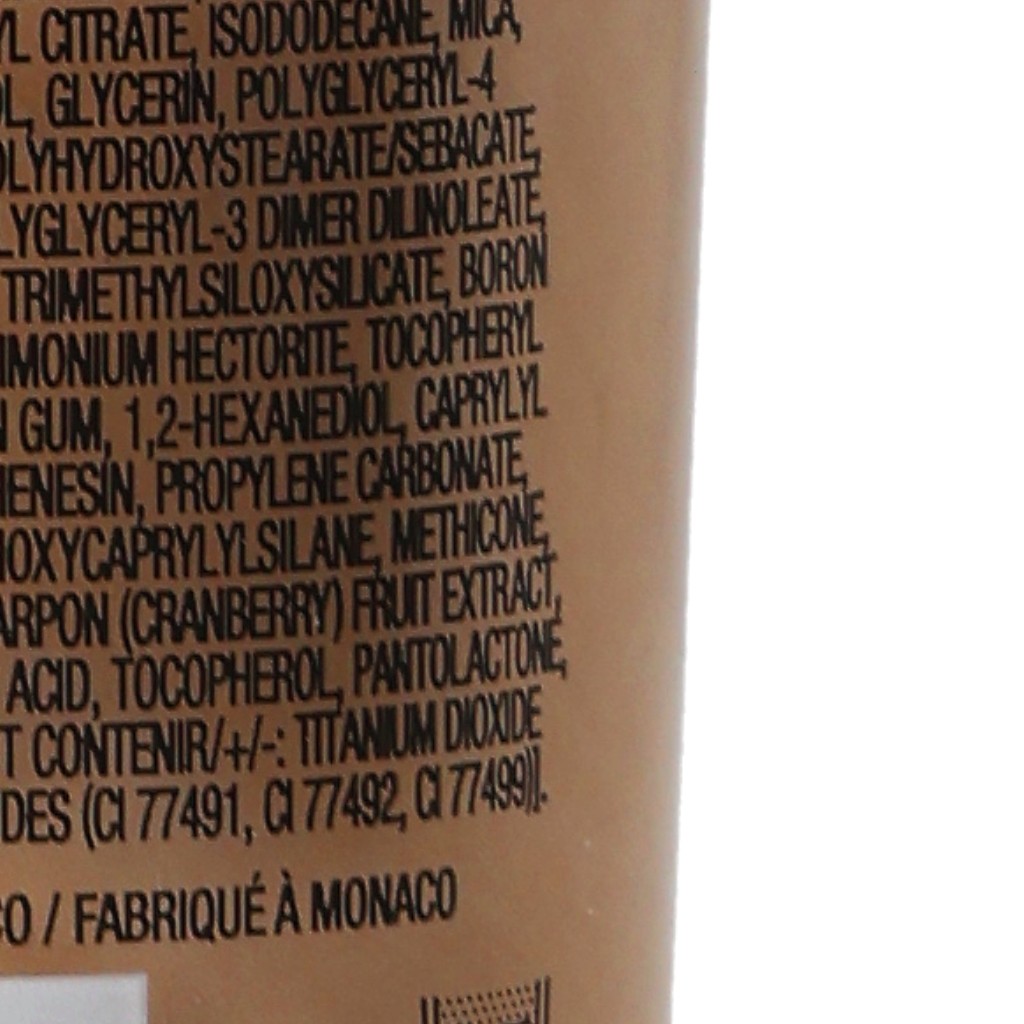 YL CITRATE, ISODODECANE, MICA,
OL, GLYCERIN, POLYGLYCERYL-4
OLYHYDROXYSTEARATE/SEBACATE,
LYGLYCERYL-3 DIMER DILINOLEATE,
TRIMETHYLSILOXYSILICATE, BORON
IMONIUM HECTORITE, TOCOPHERYL
N GUM, 1,2-HEXANEDIOL, CAPRYLYL
HENESIN, PROPYLENE CARBONATE,
HOXYCAPRYLYLSILANE, METHICONE,
ARPON (CRANBERRY) FRUIT EXTRACT,
ACID, TOCOPHEROL, PANTOLACTONE,
T CONTENIR/+/-: TITANIUM DIOXIDE
DES (CI 77491, CI 77492, CI 77499)].
CO / FABRIQUÉ À MONACO